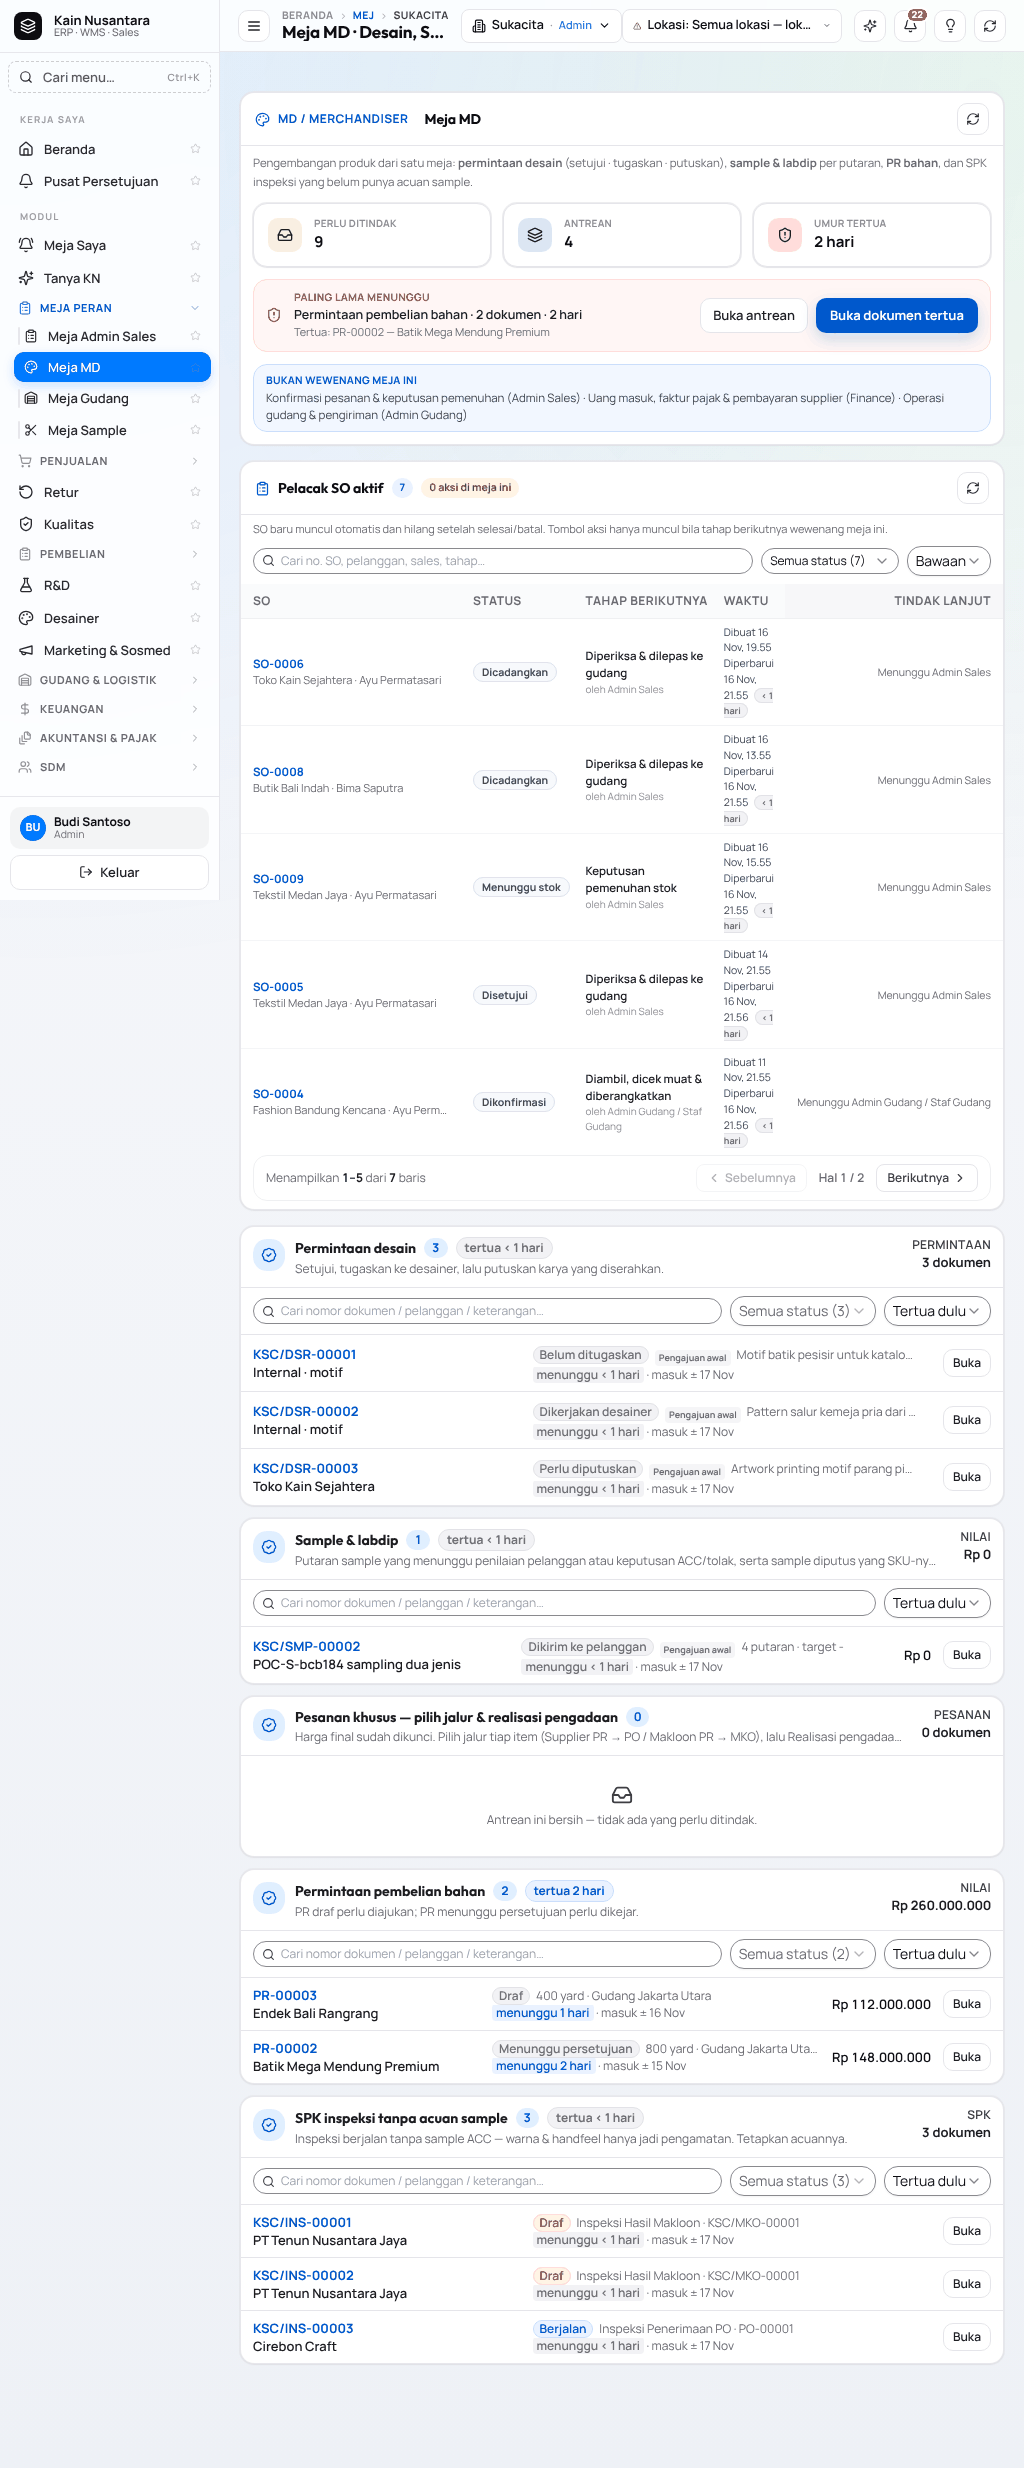 Kain Nusantara
ERP · WMS · Sales
Cari menu...
Ctrl+K
KERJA SAYA
Beranda
Pusat Persetujuan
MODUL
Meja Saya
Tanya KN
MEJA PERAN
Meja Admin Sales
Meja MD
Meja Gudang
Meja Sample
PENJUALAN
Retur
Kualitas
PEMBELIAN
R&D
Desainer
Marketing & Sosmed
GUDANG & LOGISTIK
KEUANGAN
AKUNTANSI & PAJAK
SDM
BU
Budi Santoso
Admin
Keluar
BERANDA > MEJ > SUKACITA
Meja MD · Desain, S...
Sukacita · Admin
Lokasi: Semua lokasi — lok...
22
MD / MERCHANDISER Meja MD
Pengembangan produk dari satu meja: permintaan desain (setujui · tugaskan · putuskan), sample & labdip per putaran, PR bahan, dan SPK
inspeksi yang belum punya acuan sample.
PERLU DITINDAK
9
ANTREAN
4
UMUR TERTUA
2 hari
PALING LAMA MENUNGGU
Permintaan pembelian bahan · 2 dokumen · 2 hari
Tertua: PR-00002 — Batik Mega Mendung Premium
Buka antrean
Buka dokumen tertua
BUKAN WEWENANG MEJA INI
Konfirmasi pesanan & keputusan pemenuhan (Admin Sales) · Uang masuk, faktur pajak & pembayaran supplier (Finance) · Operasi
gudang & pengiriman (Admin Gudang)
Pelacak SO aktif 7 0 aksi di meja ini
SO baru muncul otomatis dan hilang setelah selesai/batal. Tombol aksi hanya muncul bila tahap berikutnya wewenang meja ini.
Cari no. SO, pelanggan, sales, tahap...
Semua status (7)
Bawaan
SO STATUS TAHAP BERIKUTNYA WAKTU TINDAK LANJUT
SO-0006
Toko Kain Sejahtera · Ayu Permatasari
Dicadangkan
Diperiksa & dilepas ke
gudang
oleh Admin Sales
Dibuat 16
Nov, 19.55
Diperbarui
16 Nov,
21.55 < 1
hari
Menunggu Admin Sales
SO-0008
Butik Bali Indah · Bima Saputra
Dicadangkan
Diperiksa & dilepas ke
gudang
oleh Admin Sales
Dibuat 16
Nov, 13.55
Diperbarui
16 Nov,
21.55 < 1
hari
Menunggu Admin Sales
SO-0009
Tekstil Medan Jaya · Ayu Permatasari
Menunggu stok
Keputusan
pemenuhan stok
oleh Admin Sales
Dibuat 16
Nov, 15.55
Diperbarui
16 Nov,
21.55 < 1
hari
Menunggu Admin Sales
SO-0005
Tekstil Medan Jaya · Ayu Permatasari
Disetujui
Diperiksa & dilepas ke
gudang
oleh Admin Sales
Dibuat 14
Nov, 21.55
Diperbarui
16 Nov,
21.56 < 1
hari
Menunggu Admin Sales
SO-0004
Fashion Bandung Kencana · Ayu Perm...
Dikonfirmasi
Diambil, dicek muat &
diberangkatkan
oleh Admin Gudang / Staf
Gudang
Dibuat 11
Nov, 21.55
Diperbarui
16 Nov,
21.56 < 1
hari
Menunggu Admin Gudang / Staf Gudang
Menampilkan 1–5 dari 7 baris
Sebelumnya
Hal 1 / 2
Berikutnya
Permintaan desain 3 tertua < 1 hari
Setujui, tugaskan ke desainer, lalu putuskan karya yang diserahkan.
PERMINTAAN
3 dokumen
Cari nomor dokumen / pelanggan / keterangan...
Semua status (3)
Tertua dulu
KSC/DSR-00001
Internal · motif
Belum ditugaskan Pengajuan awal Motif batik pesisir untuk katalo...
menunggu < 1 hari · masuk ± 17 Nov
Buka
KSC/DSR-00002
Internal · motif
Dikerjakan desainer Pengajuan awal Pattern salur kemeja pria dari ...
menunggu < 1 hari · masuk ± 17 Nov
Buka
KSC/DSR-00003
Toko Kain Sejahtera
Perlu diputuskan Pengajuan awal Artwork printing motif parang pi...
menunggu < 1 hari · masuk ± 17 Nov
Buka
Sample & labdip 1 tertua < 1 hari
Putaran sample yang menunggu penilaian pelanggan atau keputusan ACC/tolak, serta sample diputus yang SKU-ny...
NILAI
Rp 0
Cari nomor dokumen / pelanggan / keterangan...
Tertua dulu
KSC/SMP-00002
POC-S-bcb184 sampling dua jenis
Dikirim ke pelanggan Pengajuan awal 4 putaran · target -
menunggu < 1 hari · masuk ± 17 Nov
Rp 0
Buka
Pesanan khusus — pilih jalur & realisasi pengadaan 0
Harga final sudah dikunci. Pilih jalur tiap item (Supplier PR → PO / Makloon PR → MKO), lalu Realisasi pengadaa...
PESANAN
0 dokumen
Antrean ini bersih — tidak ada yang perlu ditindak.
Permintaan pembelian bahan 2 tertua 2 hari
PR draf perlu diajukan; PR menunggu persetujuan perlu dikejar.
NILAI
Rp 260.000.000
Cari nomor dokumen / pelanggan / keterangan...
Semua status (2)
Tertua dulu
PR-00003
Endek Bali Rangrang
Draf 400 yard · Gudang Jakarta Utara
menunggu 1 hari · masuk ± 16 Nov
Rp 112.000.000
Buka
PR-00002
Batik Mega Mendung Premium
Menunggu persetujuan 800 yard · Gudang Jakarta Uta...
menunggu 2 hari · masuk ± 15 Nov
Rp 148.000.000
Buka
SPK inspeksi tanpa acuan sample 3 tertua < 1 hari
Inspeksi berjalan tanpa sample ACC — warna & handfeel hanya jadi pengamatan. Tetapkan acuannya.
SPK
3 dokumen
Cari nomor dokumen / pelanggan / keterangan...
Semua status (3)
Tertua dulu
KSC/INS-00001
PT Tenun Nusantara Jaya
Draf Inspeksi Hasil Makloon · KSC/MKO-00001
menunggu < 1 hari · masuk ± 17 Nov
Buka
KSC/INS-00002
PT Tenun Nusantara Jaya
Draf Inspeksi Hasil Makloon · KSC/MKO-00001
menunggu < 1 hari · masuk ± 17 Nov
Buka
KSC/INS-00003
Cirebon Craft
Berjalan Inspeksi Penerimaan PO · PO-00001
menunggu < 1 hari · masuk ± 17 Nov
Buka